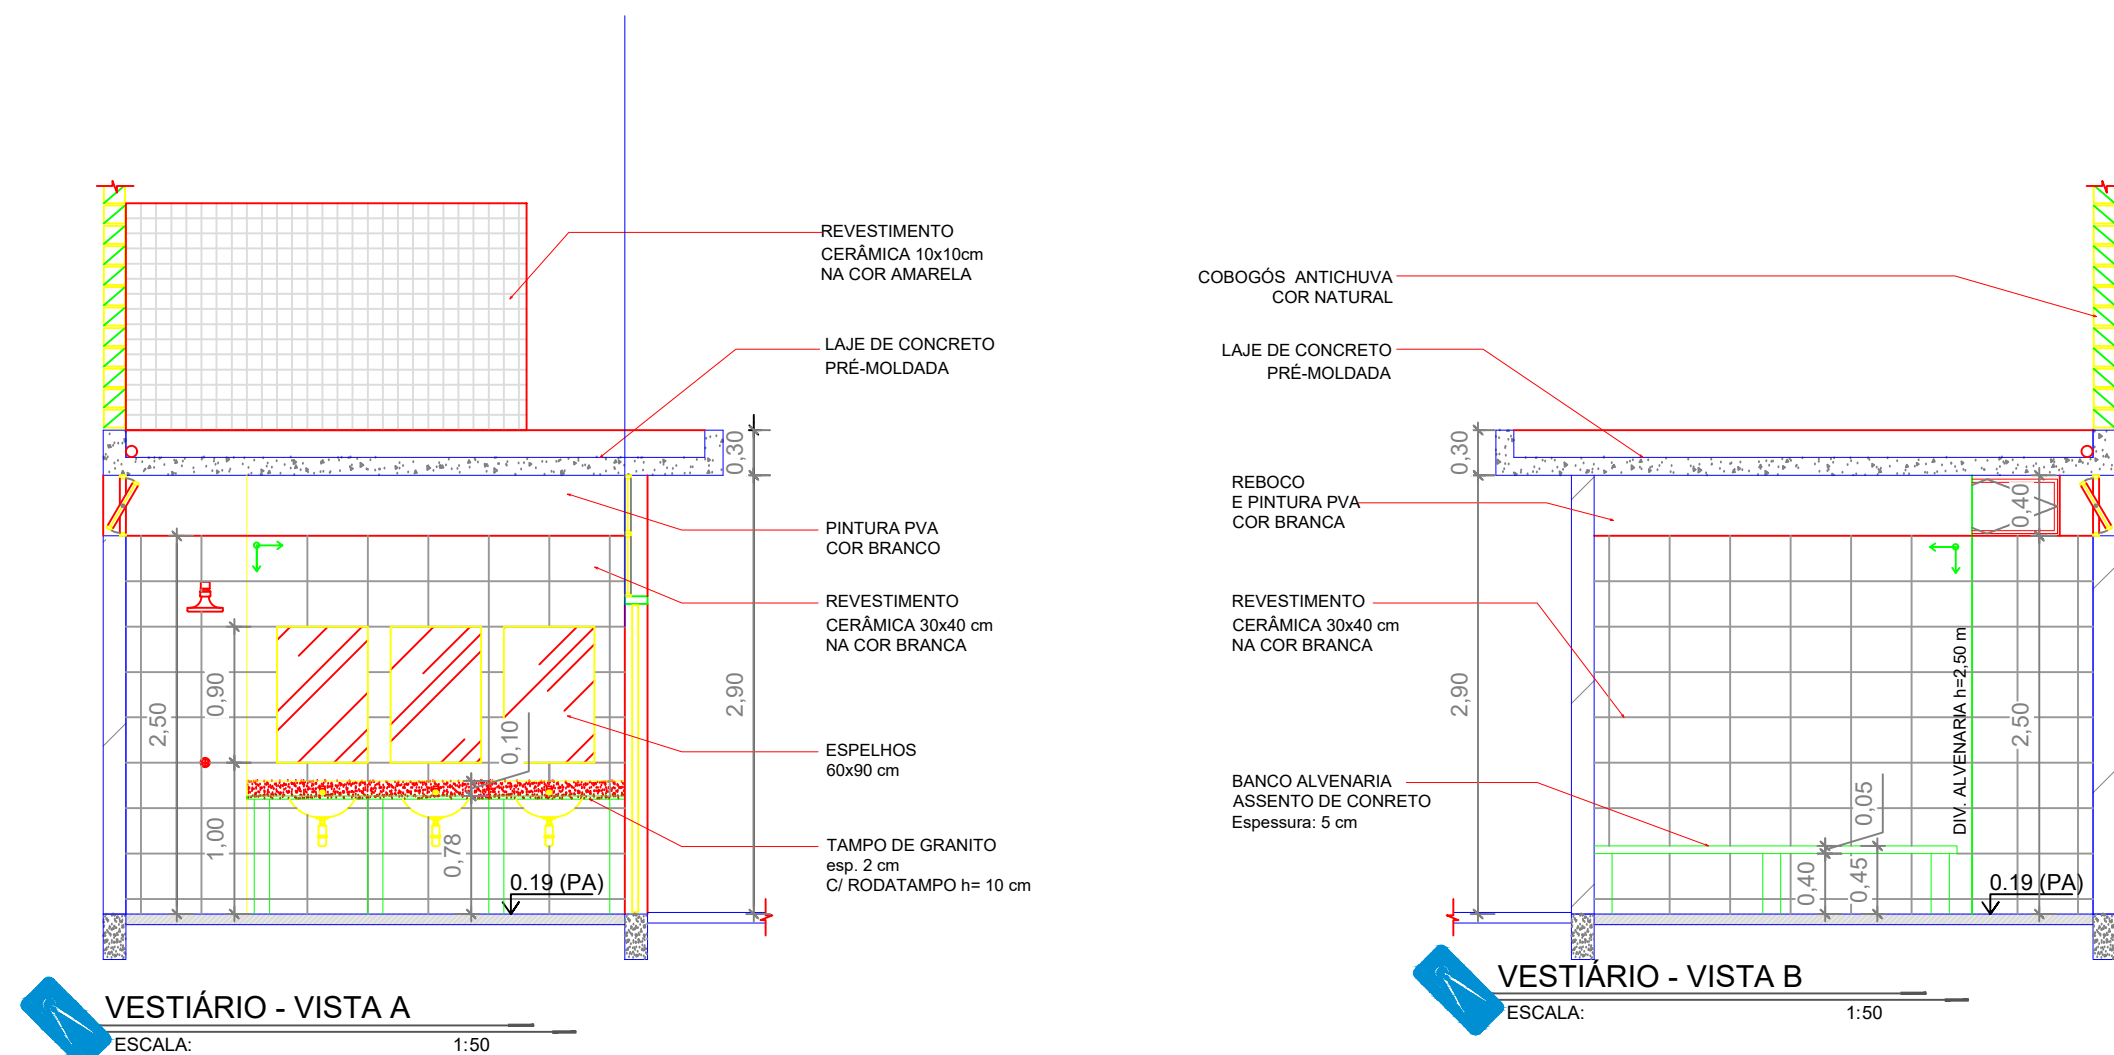 REVESTIMENTO
CERÂMICA 10x10cm
NA COR AMARELA
LAJE DE CONCRETO
PRÉ-MOLDADA
0,30
PINTURA PVA
COR BRANCO
REVESTIMENTO
CERÂMICA 30x40 cm
NA COR BRANCA
2,90
2,50
0,90
0,10
ESPELHOS
60x90 cm
1,00
0,78
TAMPO DE GRANITO
esp. 2 cm
C/ RODATAMPO h= 10 cm
0.19 (PA)
VESTIÁRIO - VISTA A
ESCALA:
1:50
COBOGÓS ANTICHUVA
COR NATURAL
LAJE DE CONCRETO
PRÉ-MOLDADA
0,30
REBOCO
E PINTURA PVA
COR BRANCA
0,40
REVESTIMENTO
CERÂMICA 30x40 cm
NA COR BRANCA
2,90
DIV. ALVENARIA h=2,50 m
2,50
BANCO ALVENARIA
ASSENTO DE CONRETO
Espessura: 5 cm
0,05
0,40
0,45
0.19 (PA)
VESTIÁRIO - VISTA B
ESCALA:
1:50